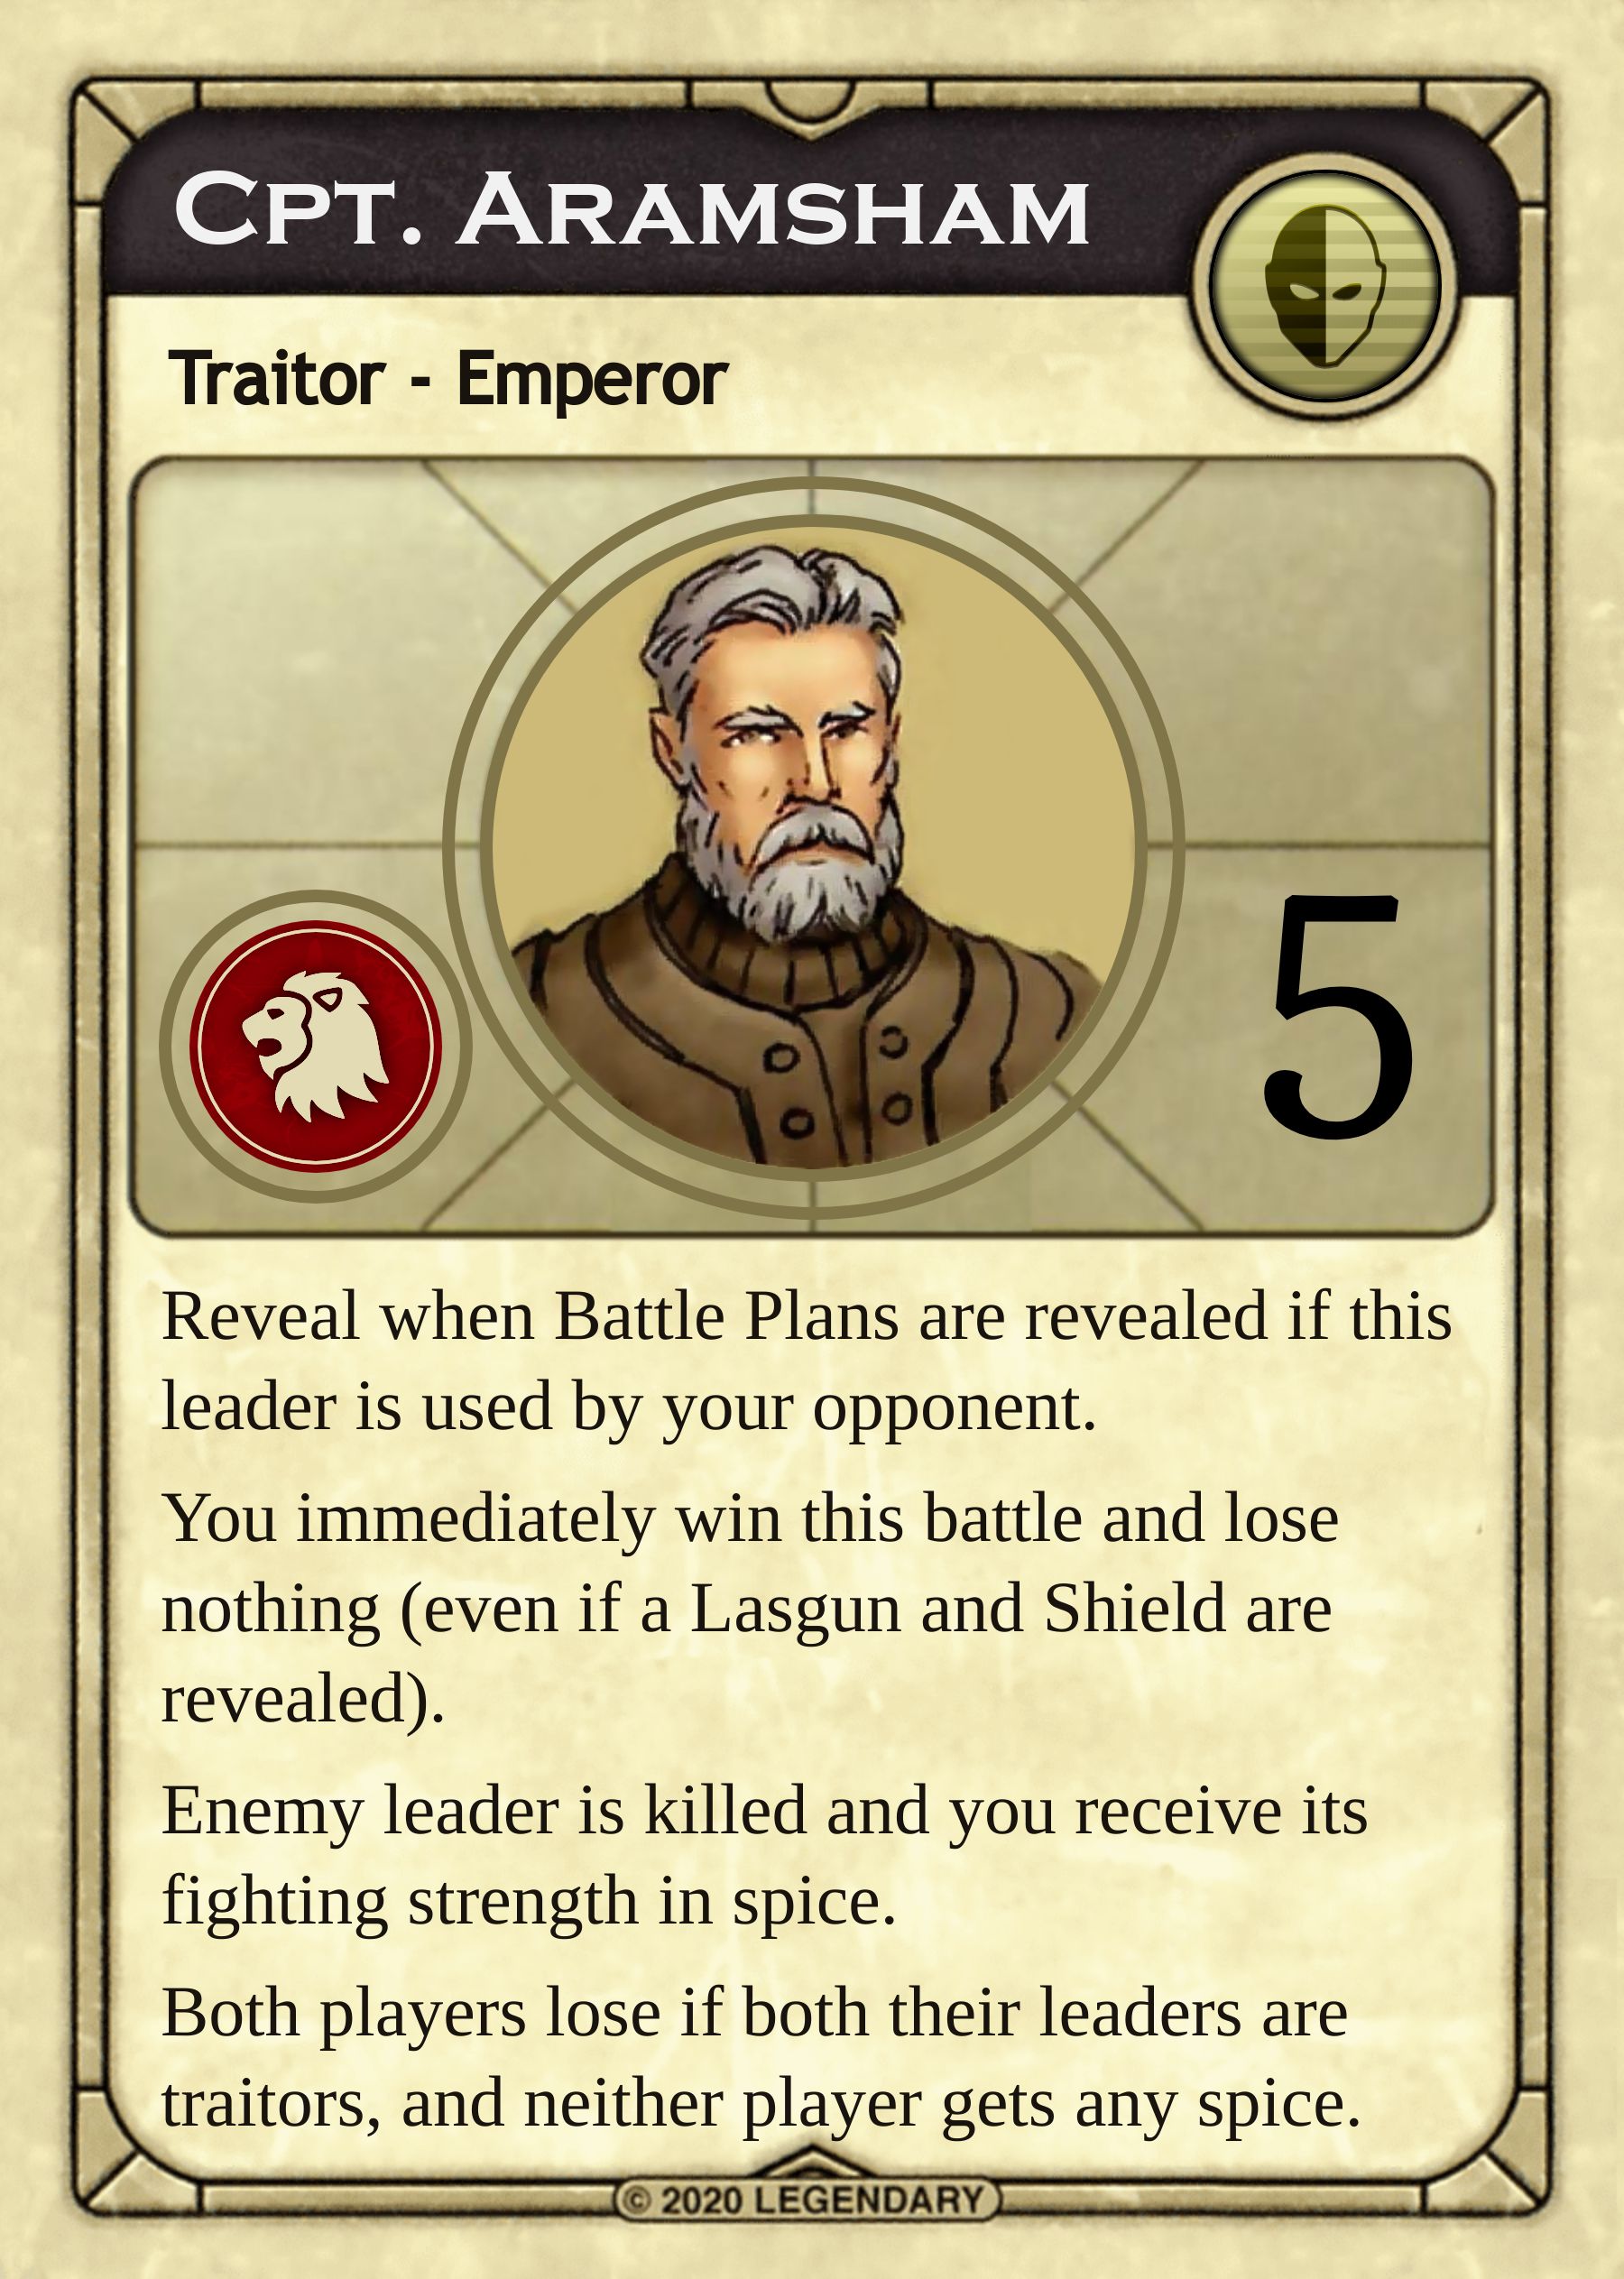 Cpt. Aramsham
Traitor - Emperor
5
Reveal when Battle Plans are revealed if this
leader is used by your opponent.
You immediately win this battle and lose
nothing (even if a Lasgun and Shield are
revealed).
Enemy leader is killed and you receive its
fighting strength in spice.
Both players lose if both their leaders are
traitors, and neither player gets any spice.
© 2020 LEGENDARY